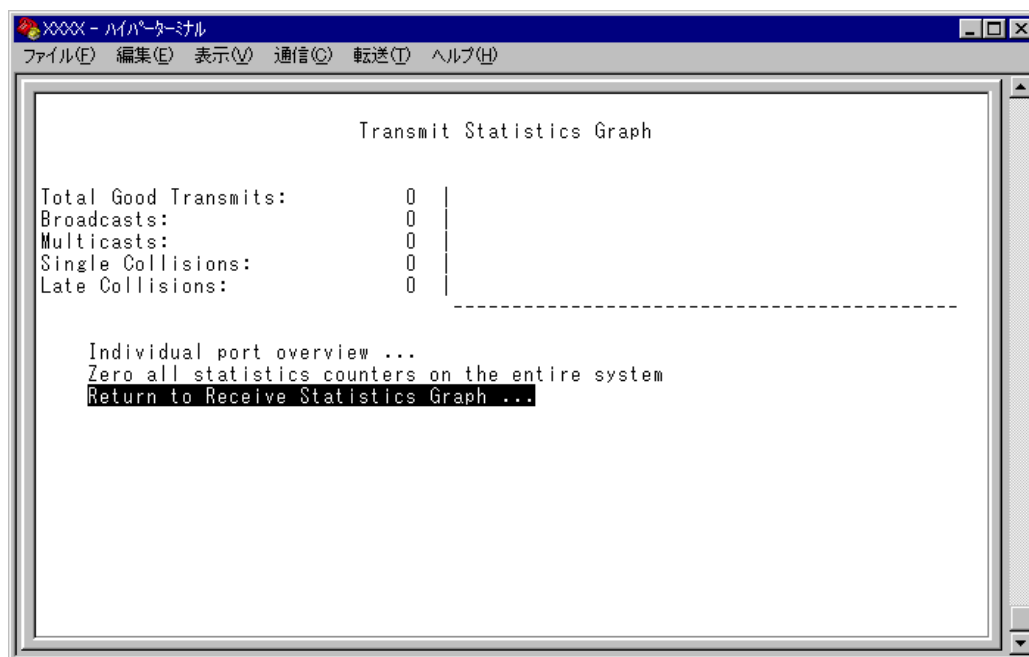 XXXX - ﾊｲﾊﾟｰﾀｰﾐﾅﾙ
ファイル(F) 編集(E) 表示(V) 通信(C) 転送(T) ヘルプ(H)
Transmit Statistics Graph
Total Good Transmits: 0 |
Broadcasts: 0 |
Multicasts: 0 |
Single Collisions: 0 |
Late Collisions: 0 |
-------------------------------------------
Individual port overview ...
Zero all statistics counters on the entire system
Return to Receive Statistics Graph ...